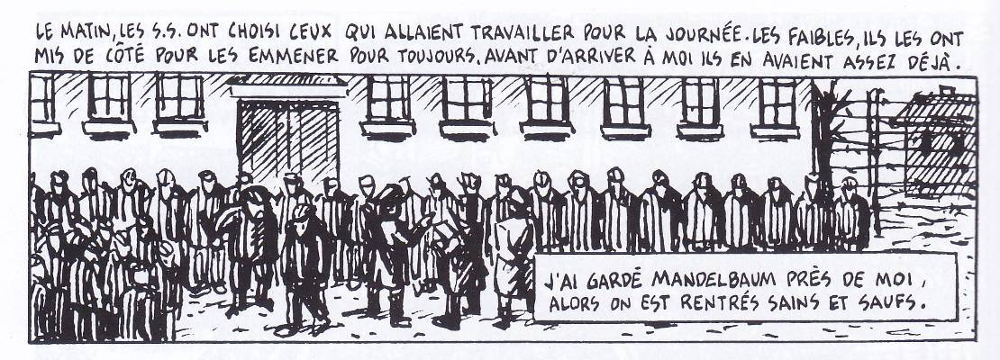 LE MATIN, LES S.S. ONT CHOISI CEUX QUI ALLAIENT TRAVAILLER POUR LA JOURNÉE. LES FAIBLES, ILS LES ONT
MIS DE CÔTÉ POUR LES EMMENER POUR TOUJOURS. AVANT D'ARRIVER À MOI ILS EN AVAIENT ASSEZ DÉJÀ.
J'AI GARDÉ MANDELBAUM PRÈS DE MOI,
ALORS ON EST RENTRÉS SAINS ET SAUFS.